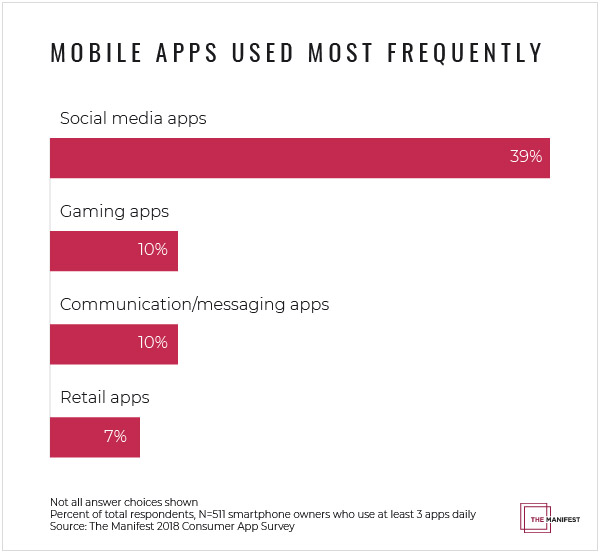 MOBILE APPS USED MOST FREQUENTLY
Social media apps
39%
Gaming apps
10%
Communication/messaging apps
10%
Retail apps
7%
Not all answer choices shown
Percent of total respondents, N=511 smartphone owners who use at least 3 apps daily
Source: The Manifest 2018 Consumer App Survey
THE MANIFEST